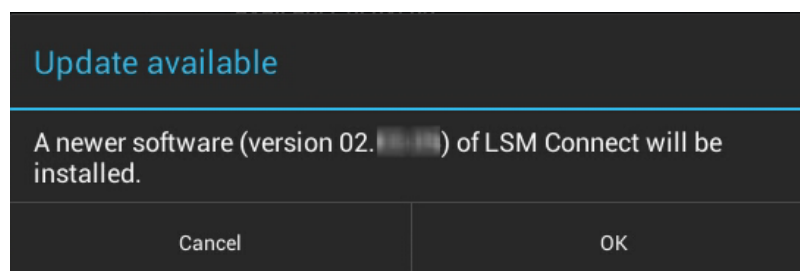 Update available
A newer software (version 02.        ) of LSM Connect will be
installed.
Cancel
OK